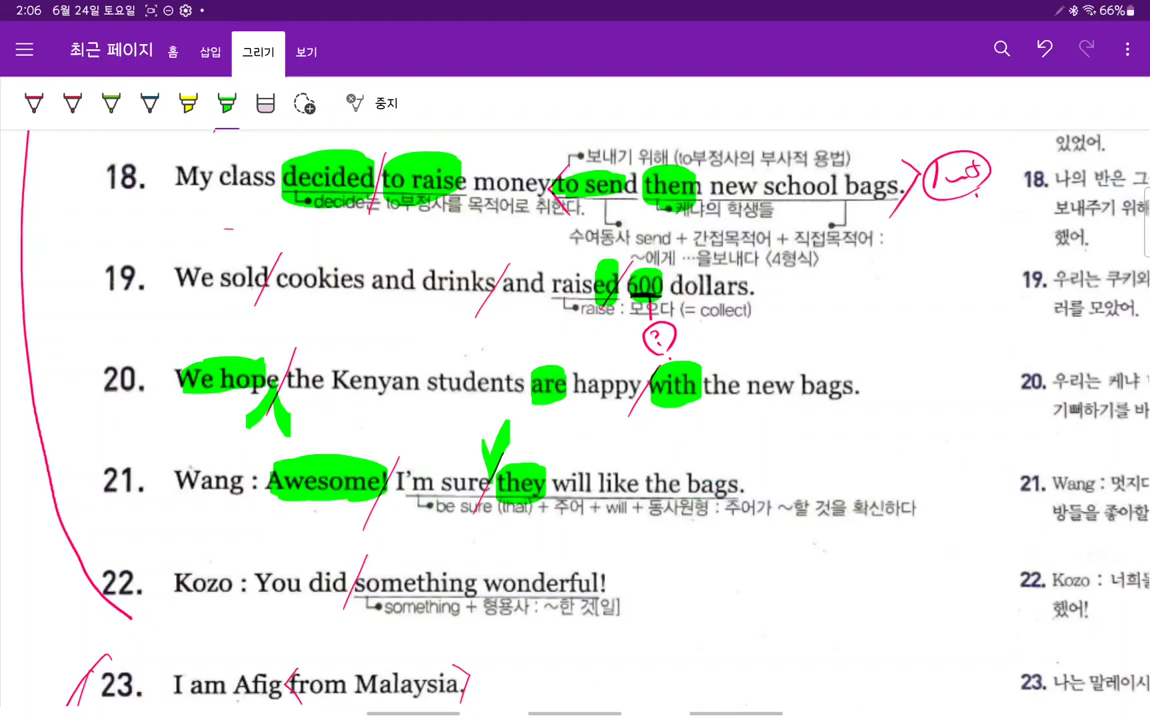 2:06 6월 24일 토요일 66%
최근 페이지 홈 삽입 그리기 보기
중지
있었어.
보내기 위해 (to부정사의 부사적 용법)
18. My class decided to raise money to send them new school bags.
18. 나의 반은 그
decide는 to부정사를 목적어로 취한다. 케냐의 학생들
보내주기 위해
수여동사 send + 간접목적어 + 직접목적어 :
했어.
~에게 …을보내다 〈4형식〉
19. We sold cookies and drinks and raised 600 dollars.
19. 우리는 쿠키와
raise : 모으다 (= collect)
러를 모았어.
?
20. We hope the Kenyan students are happy with the new bags.
20. 우리는 케냐
기뻐하기를 바
21. Wang : Awesome! I'm sure they will like the bags.
21. Wang : 멋지다
be sure (that) + 주어 + will + 동사원형 : 주어가 ~할 것을 확신하다
방들을 좋아할
22. Kozo : You did something wonderful!
22. Kozo : 너희들
something + 형용사 : ~한 것[일]
했어!
23. I am Afig from Malaysia.
23. 나는 말레이시